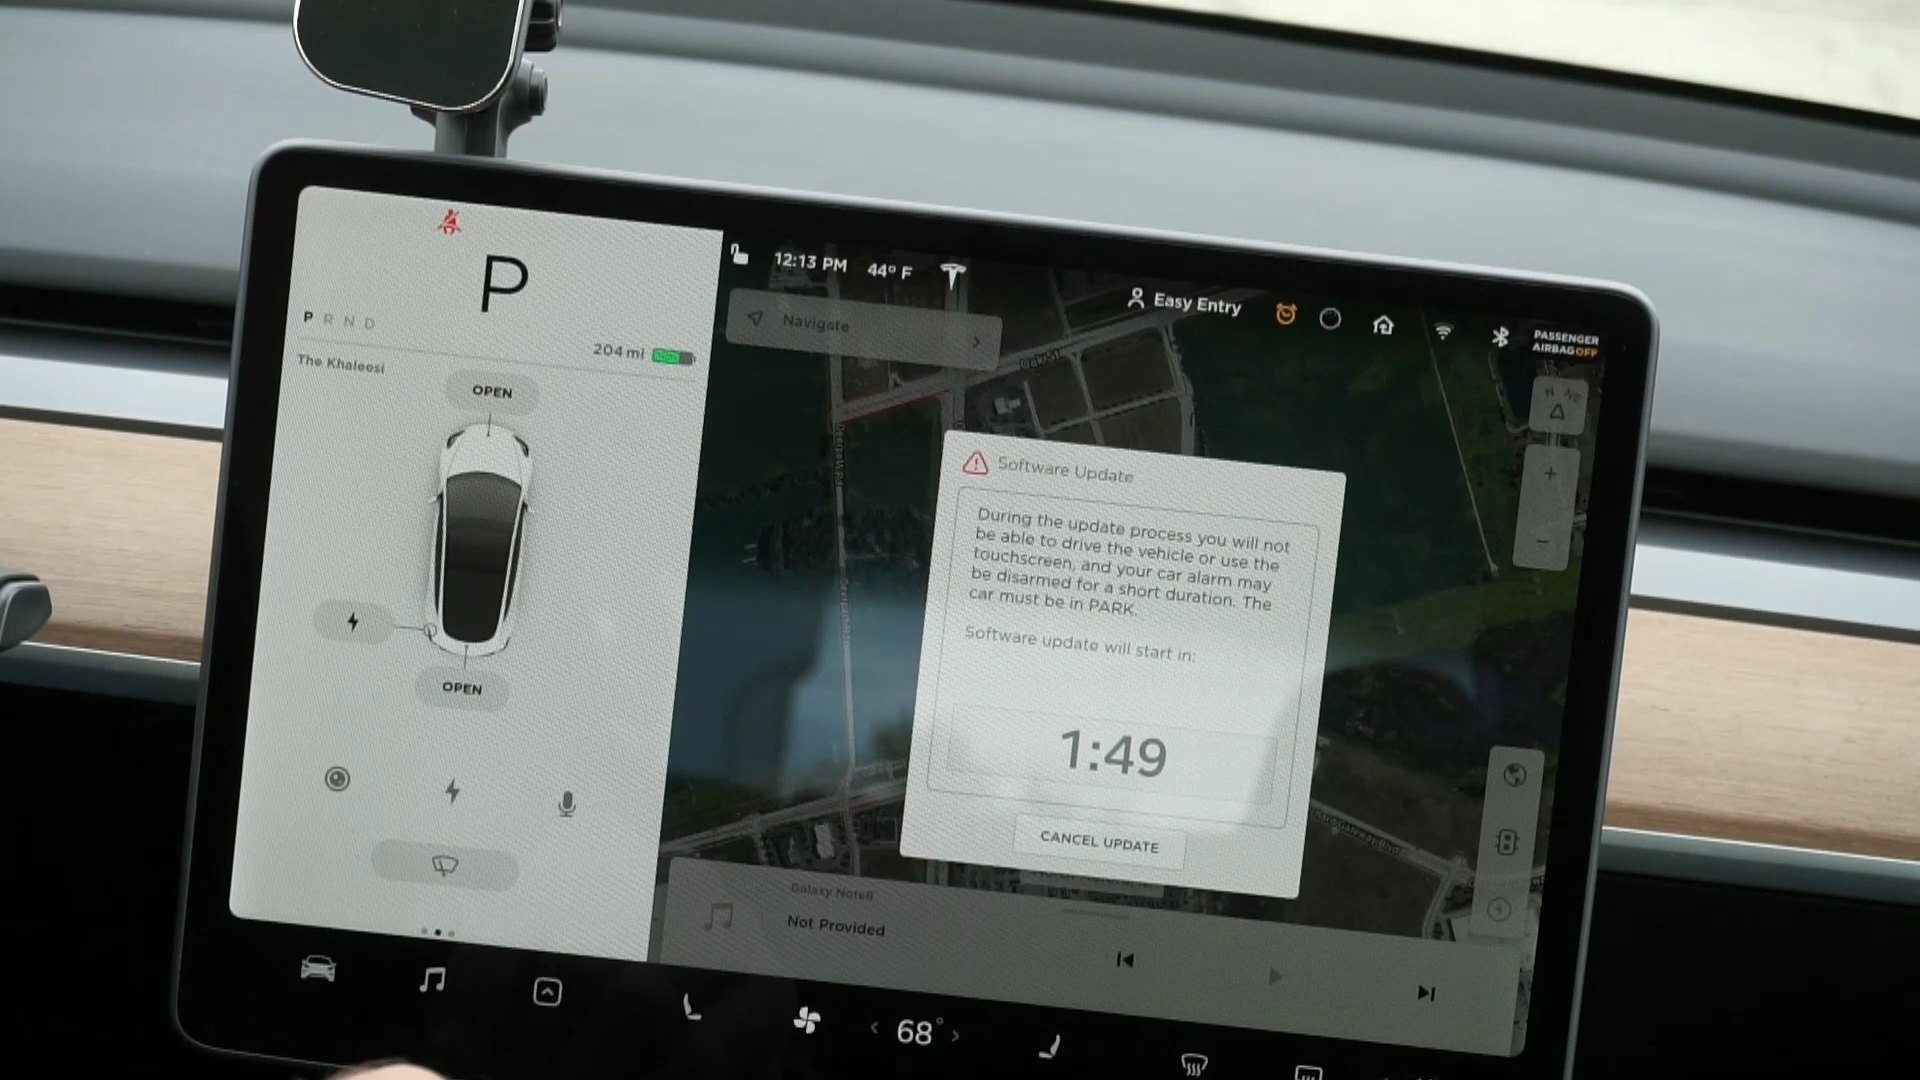 P
P R N D
204 mi
The Khaleesi
OPEN
OPEN
12:13 PM 44° F
Easy Entry
PASSENGER
AIRBAG OFF
Navigate
N NE
Software Update
During the update process you will not
be able to drive the vehicle or use the
touchscreen, and your car alarm may
be disarmed for a short duration. The
car must be in PARK.
Software update will start in:
1:49
CANCEL UPDATE
Galaxy Note8
Not Provided
68°